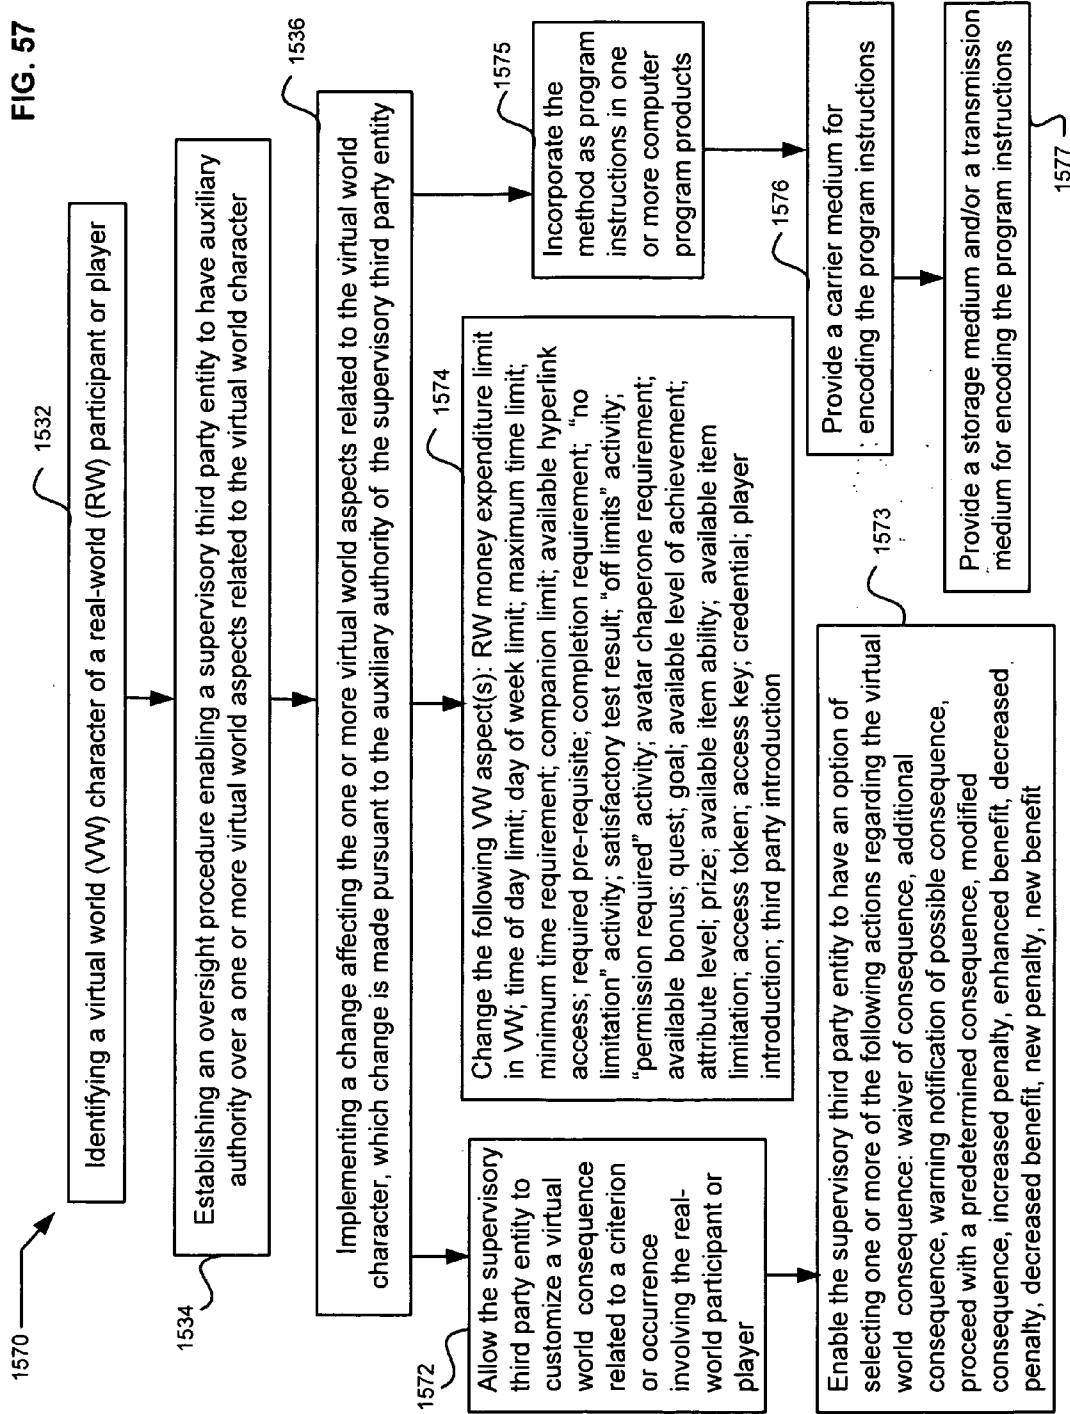 FIG. 57
1570
1532
Identifying a virtual world (VW) character of a real-world (RW) participant or player
1534
Establishing an oversight procedure enabling a supervisory third party entity to have auxiliary
authority over a one or more virtual world aspects related to the virtual world character
1536
Implementing a change affecting the one or more virtual world aspects related to the virtual world
character, which change is made pursuant to the auxiliary authority of the supervisory third party entity
1572
Allow the supervisory
third party entity to
customize a virtual
world consequence
related to a criterion
or occurrence
involving the real-
world participant or
player
1574
Change the following VW aspect(s): RW money expenditure limit
in VW; time of day limit; day of week limit; maximum time limit;
minimum time requirement; companion limit; available hyperlink
access; required pre-requisite; completion requirement; “no
limitation” activity; satisfactory test result; “off limits” activity;
“permission required” activity; avatar chaperone requirement;
available bonus; quest; goal; available level of achievement;
attribute level; prize; available item ability; available item
limitation; access token; access key; credential; player
introduction; third party introduction
1575
Incorporate the
method as program
instructions in one
or more computer
program products
1576
Provide a carrier medium for
encoding the program instructions
1573
Enable the supervisory third party entity to have an option of
selecting one or more of the following actions regarding the virtual
world consequence: waiver of consequence, additional
consequence, warning notification of possible consequence,
proceed with a predetermined consequence, modified
consequence, increased penalty, enhanced benefit, decreased
penalty, decreased benefit, new penalty, new benefit
Provide a storage medium and/or a transmission
medium for encoding the program instructions
1577